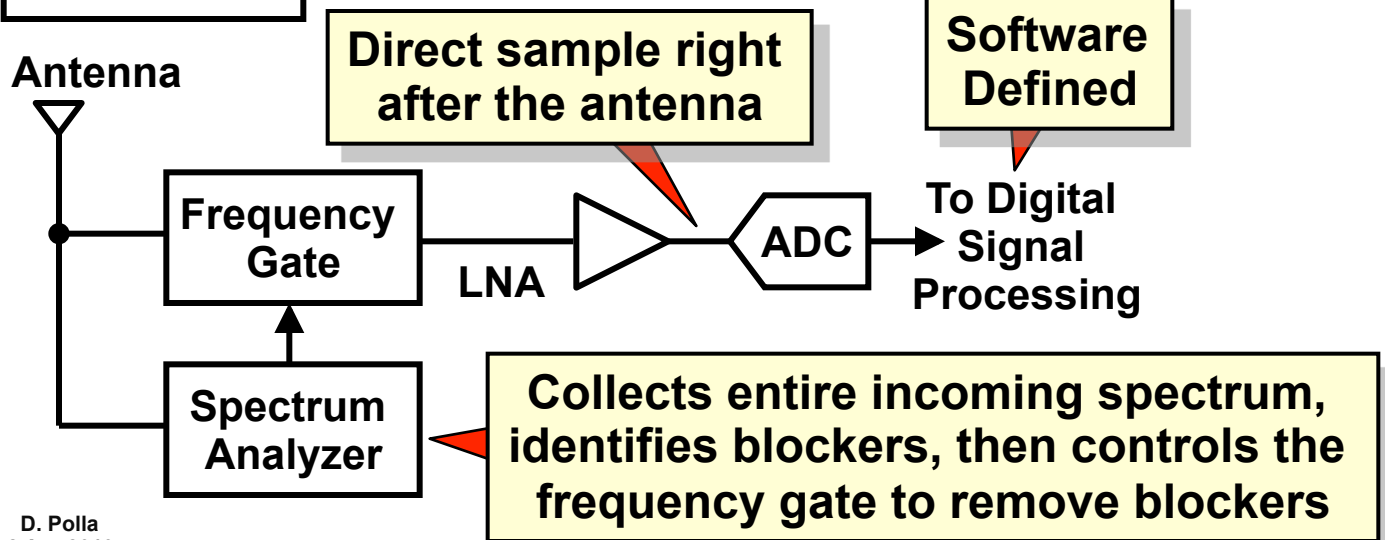 Direct sample right
after the antenna
Software
Defined
Antenna
Frequency
Gate
LNA
ADC
To Digital
Signal
Processing
Spectrum
Analyzer
Collects entire incoming spectrum,
identifies blockers, then controls the
frequency gate to remove blockers
D. Polla